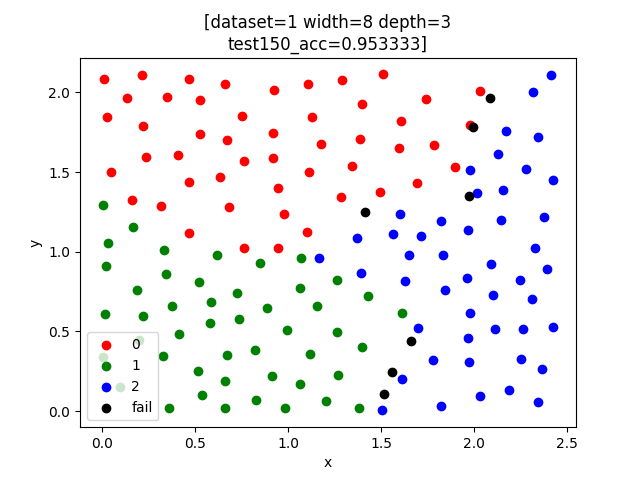 [dataset=1 width=8 depth=3
test150_acc=0.953333]
2.0
1.5
1.0
0.5
0.0
y
0
1
2
fail
0.0 0.5 1.0 1.5 2.0 2.5
x